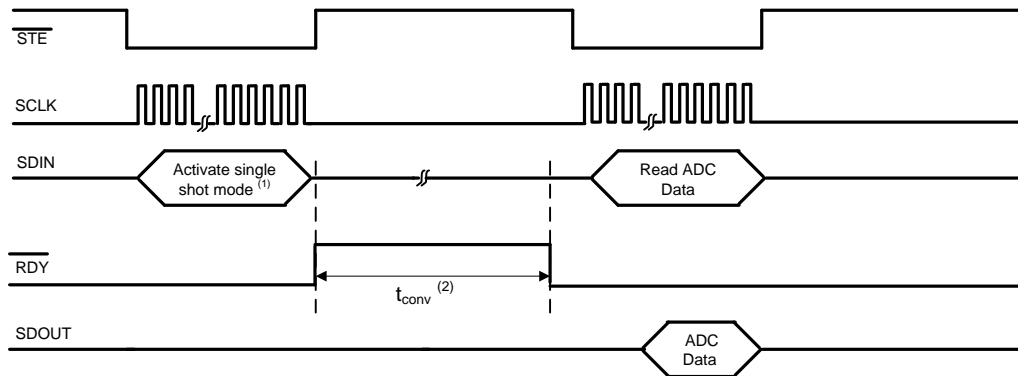 STE
SCLK
SDIN
Activate single
shot mode (1)
Read ADC
Data
RDY
tconv (2)
SDOUT
ADC
Data